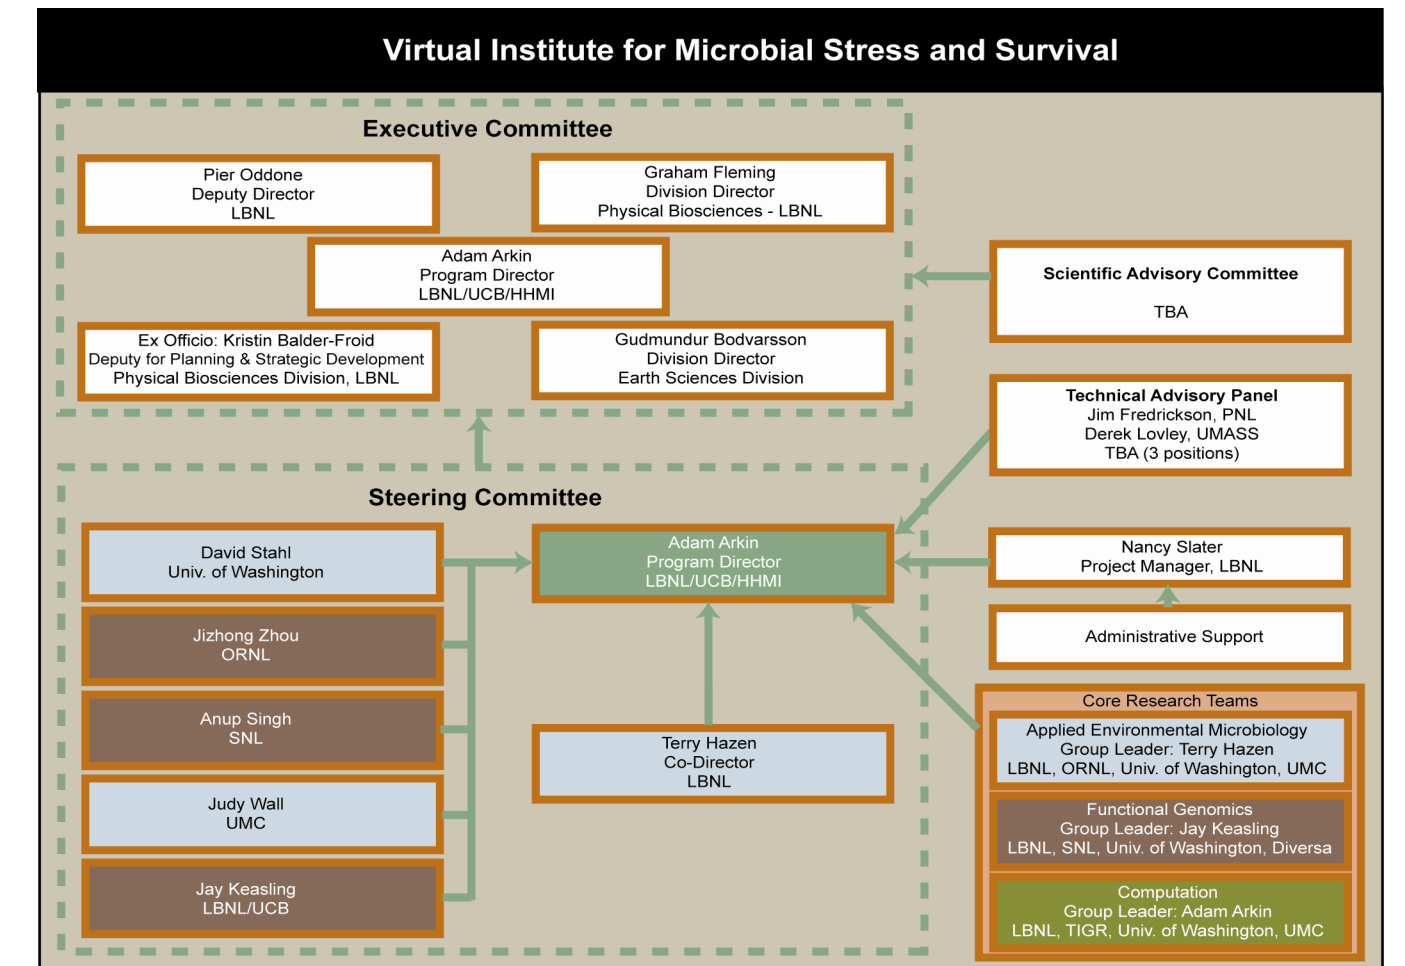 Virtual Institute for Microbial Stress and Survival
Executive Committee
Pier Oddone
Deputy Director
LBNL
Graham Fleming
Division Director
Physical Biosciences - LBNL
Adam Arkin
Program Director
LBNL/UCB/HHMI
Ex Officio: Kristin Balder-Froid
Deputy for Planning & Strategic Development
Physical Biosciences Division, LBNL
Gudmundur Bodvarsson
Division Director
Earth Sciences Division
Scientific Advisory Committee
TBA
Technical Advisory Panel
Jim Fredrickson, PNL
Derek Lovley, UMASS
TBA (3 positions)
Steering Committee
David Stahl
Univ. of Washington
Jizhong Zhou
ORNL
Anup Singh
SNL
Judy Wall
UMC
Jay Keasling
LBNL/UCB
Adam Arkin
Program Director
LBNL/UCB/HHMI
Terry Hazen
Co-Director
LBNL
Nancy Slater
Project Manager, LBNL
Administrative Support
Core Research Teams
Applied Environmental Microbiology
Group Leader: Terry Hazen
LBNL, ORNL, Univ. of Washington, UMC
Functional Genomics
Group Leader: Jay Keasling
LBNL, SNL, Univ. of Washington, Diversa
Computation
Group Leader: Adam Arkin
LBNL, TIGR, Univ. of Washington, UMC